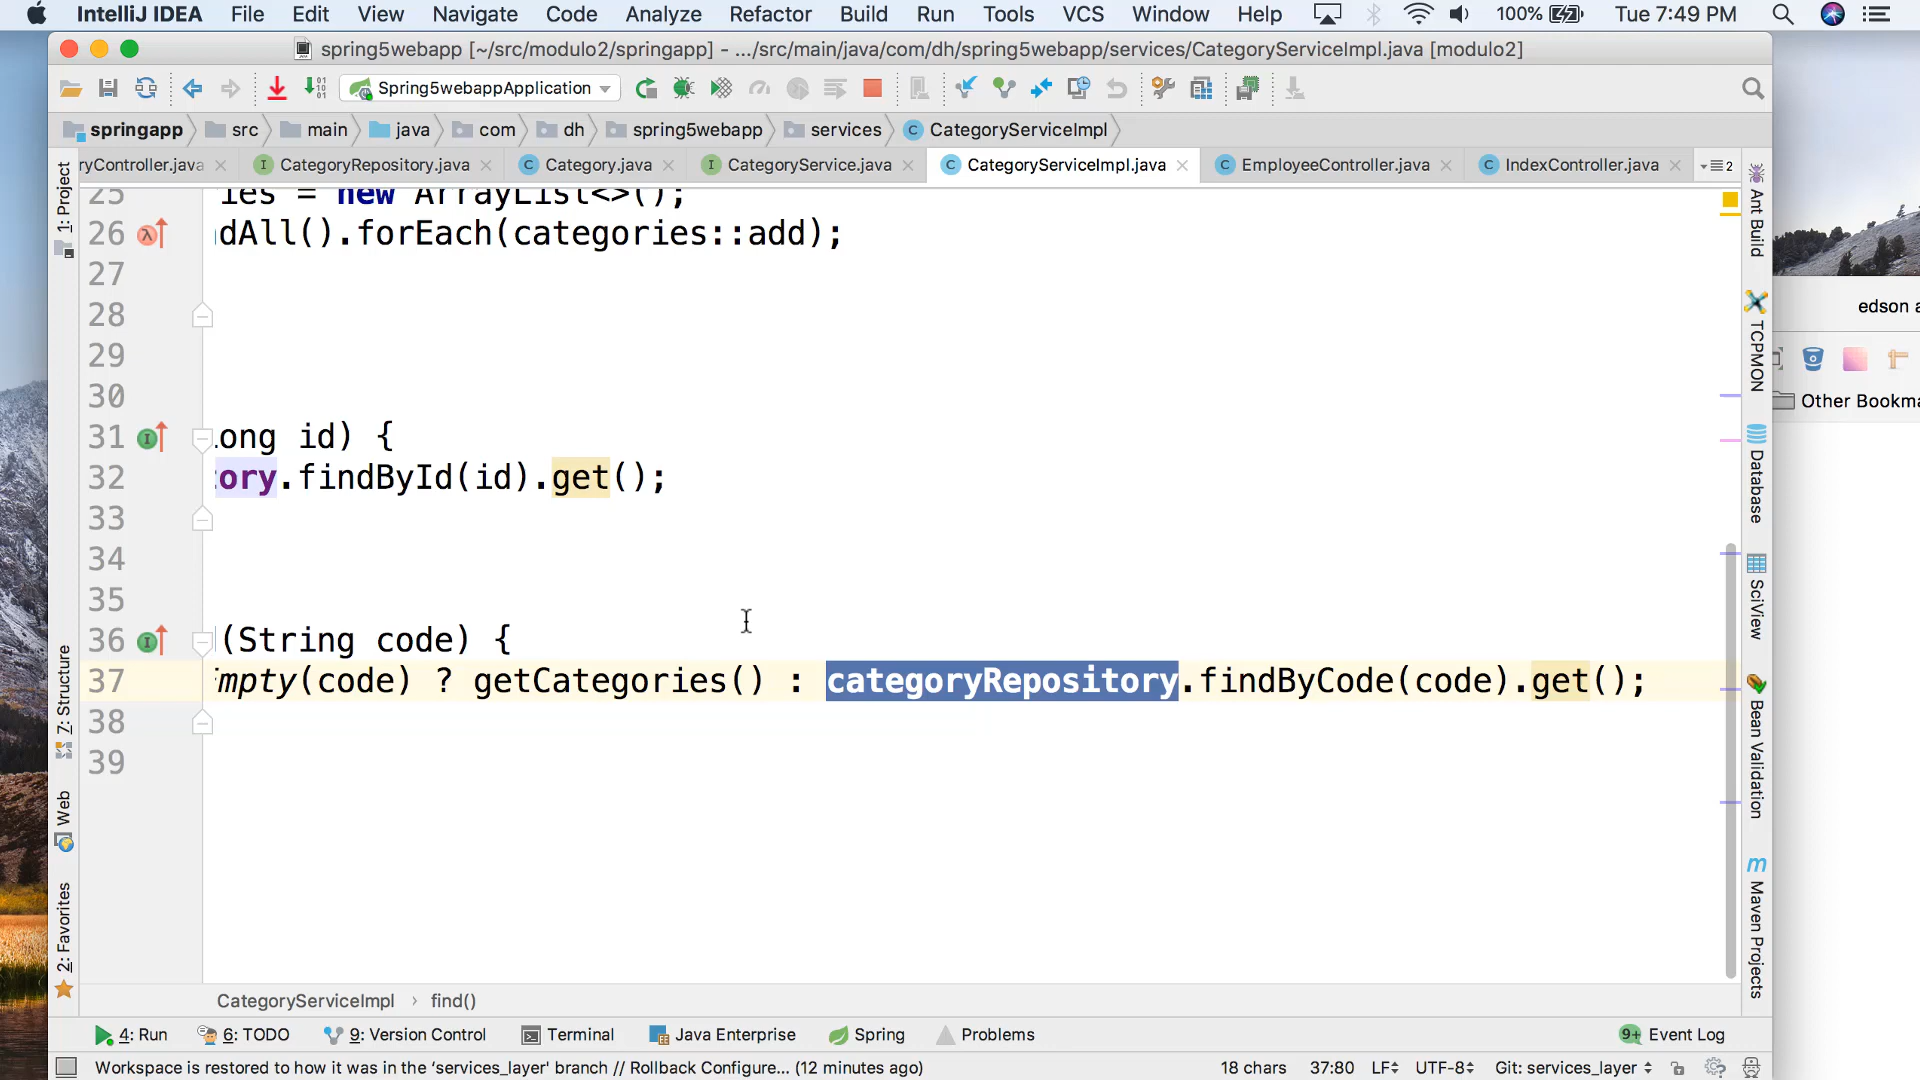 IntelliJ IDEA File Edit View Navigate Code Analyze Refactor Build Run Tools VCS Window Help 100% Tue 7:49 PM
spring5webapp [~/src/modulo2/springapp] - .../src/main/java/com/dh/spring5webapp/services/CategoryServiceImpl.java [modulo2]
Spring5webappApplication
springapp src main java com dh spring5webapp services CategoryServiceImpl
ryController.java CategoryRepository.java Category.java CategoryService.java CategoryServiceImpl.java EmployeeController.java IndexController.java 2
25 ies = new ArrayList<>();
26 dAll().forEach(categories::add);
27
28
29
30
31 Long id) {
32 ory.findById(id).get();
33
34
35
36 (String code) {
37 mpty(code) ? getCategories() : categoryRepository.findByCode(code).get();
38
39
CategoryServiceImpl › find()
4: Run 6: TODO 9: Version Control Terminal Java Enterprise Spring Problems 9+ Event Log
Workspace is restored to how it was in the 'services_layer' branch // Rollback Configure... (12 minutes ago) 18 chars 37:80 LF UTF-8 Git: services_layer
1: Project
Z: Structure
Web
2: Favorites
Ant Build
TCPMON
Database
SciView
Bean Validation
Maven Projects
edson a
Other Bookma